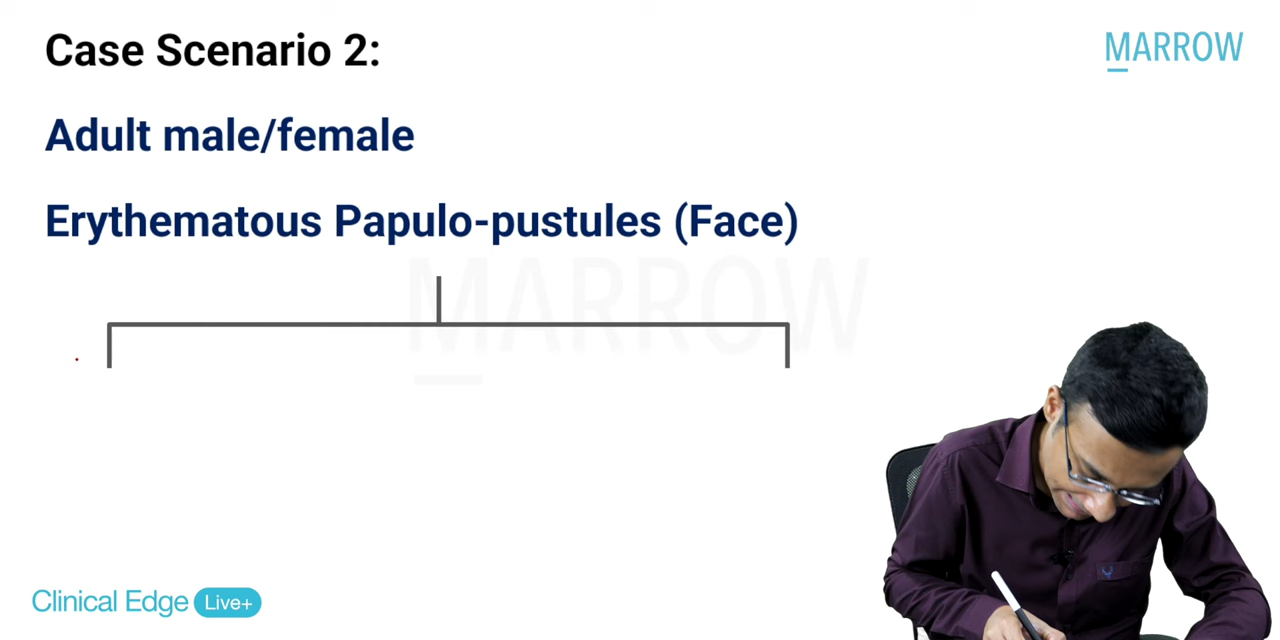 Case Scenario 2:
MARROW
Adult male/female
Erythematous Papulo-pustules (Face)
MARROW
Clinical Edge Live+